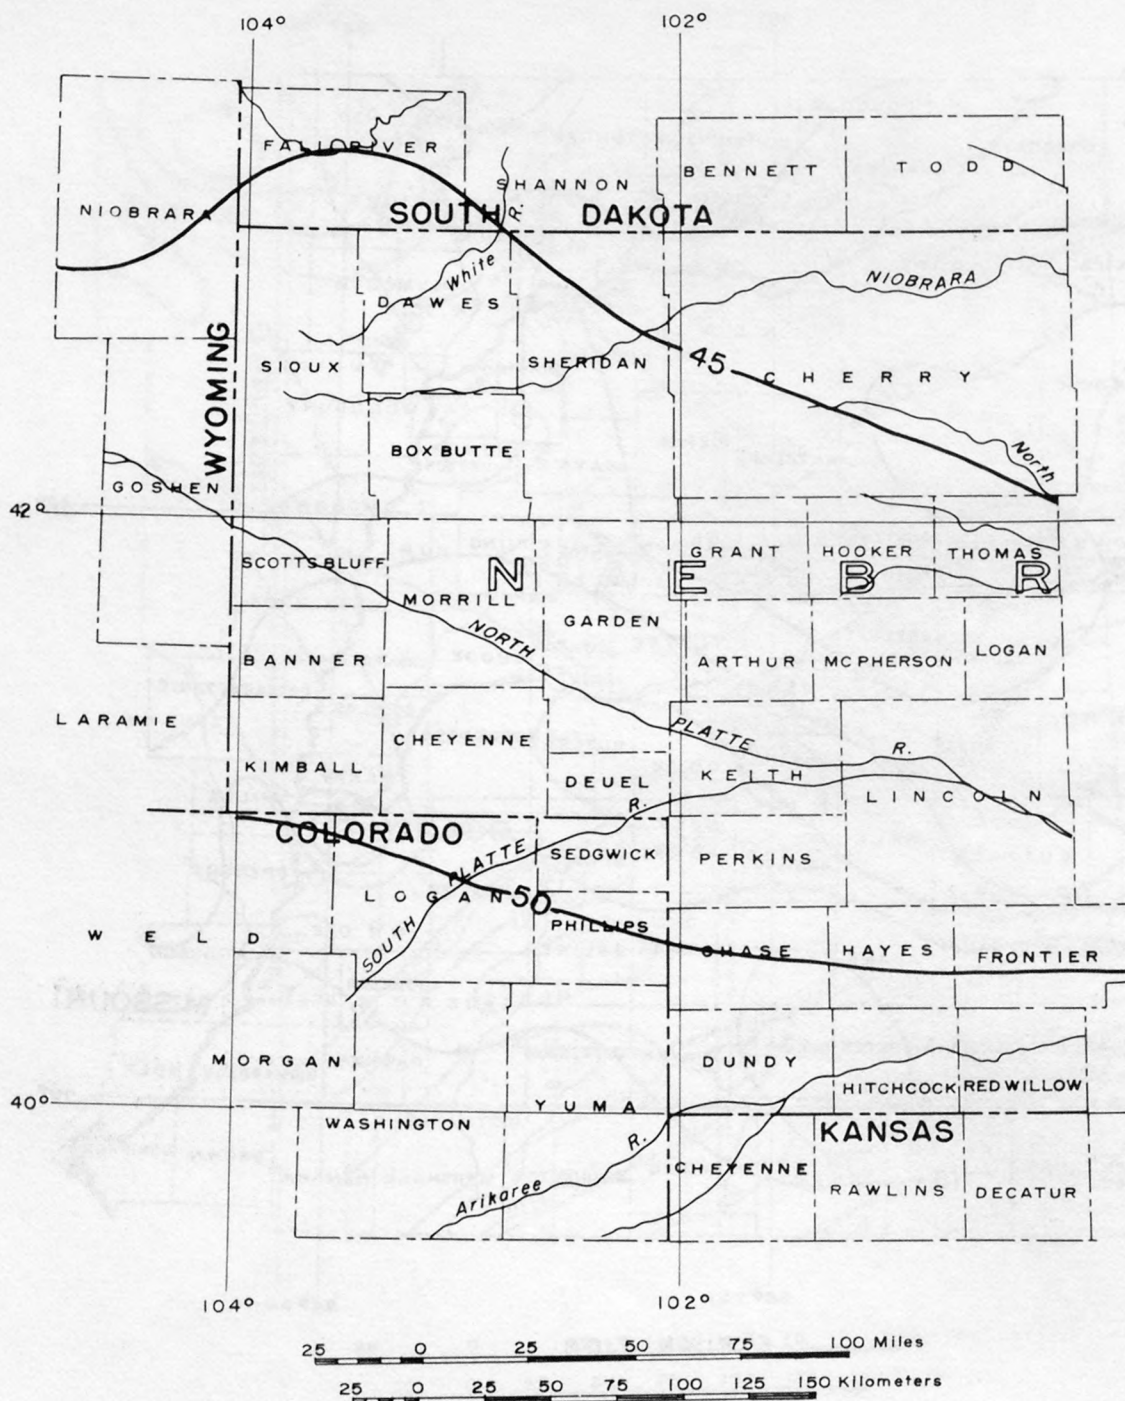 104° 102°
FALL RIVER
BENNETT TODD
SHANNON
NIOBRARA
SOUTH DAKOTA
R.
White
NIOBRARA
DAWES
WYOMING
SIOUX
SHERIDAN
45
CHERRY
BOX BUTTE
North
GOSHEN
42°
SCOTTS BLUFF
GRANT HOOKER THOMAS
N E B R
MORRILL
GARDEN
NORTH
BANNER
ARTHUR MCPHERSON LOGAN
LARAMIE
PLATTE R.
CHEYENNE
KIMBALL
DEUEL
KEITH
LINCOLN
R.
COLORADO
PLATTE
SEDGWICK
PERKINS
LOGAN
50
PHILLIPS
SOUTH
WELD
CHASE HAYES FRONTIER
MORGAN
DUNDY
HITCHCOCK RED WILLOW
40°
YUMA
WASHINGTON
KANSAS
R.
CHEYENNE
Arikaree
RAWLINS DECATUR
104° 102°
25 0 25 50 75 100 Miles
25 0 25 50 75 100 125 150 Kilometers